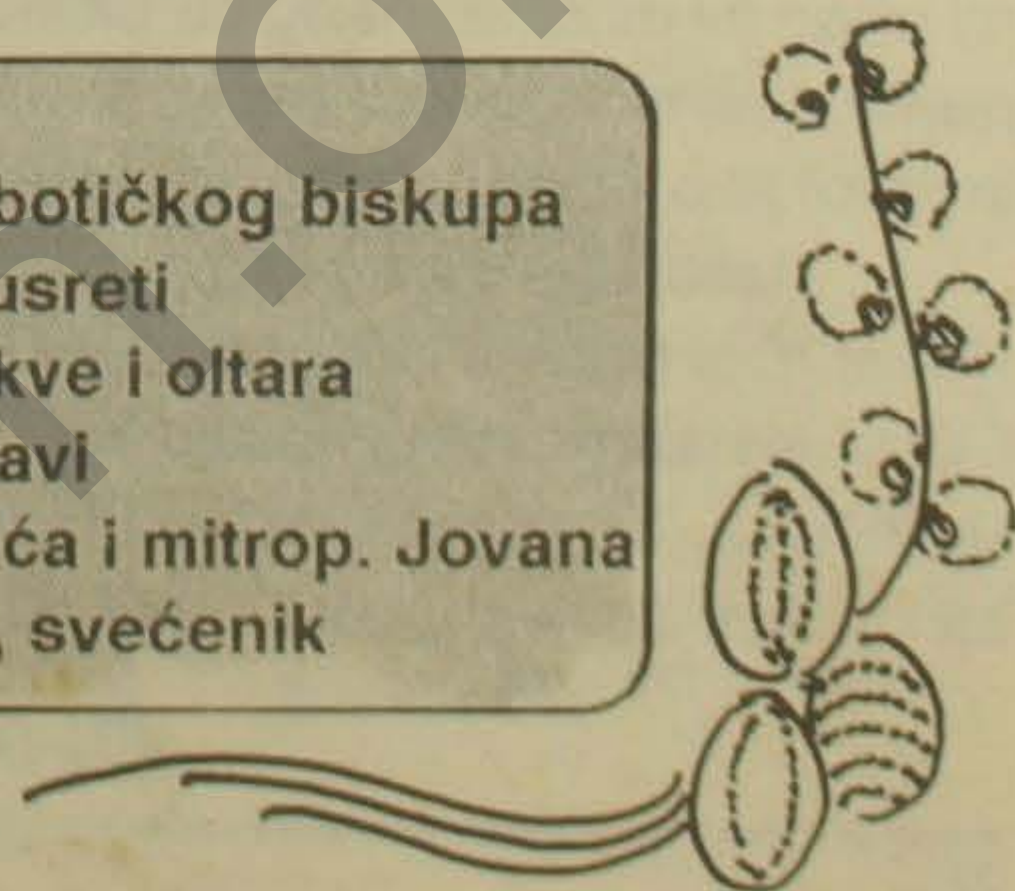 botičkog biskupa
usreti
kve i oltara
avi
ća i mitrop. Jovana
, svećenik